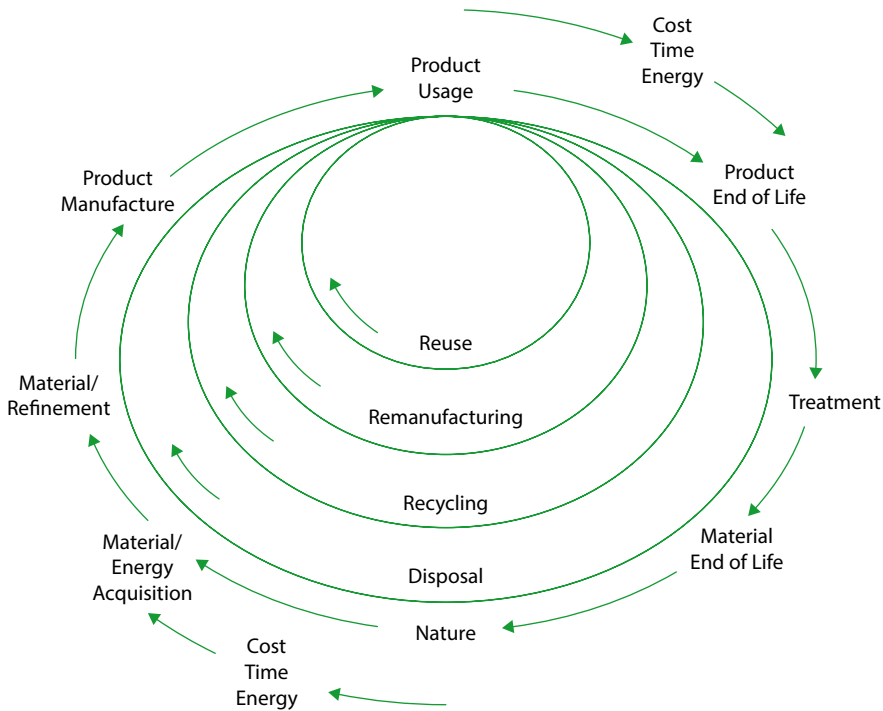 Cost
Time
Energy
Product
Usage
Product
End of Life
Product
Manufacture
Reuse
Material/
Refinement
Remanufacturing
Treatment
Recycling
Material
End of Life
Material/
Energy
Acquisition
Disposal
Nature
Cost
Time
Energy